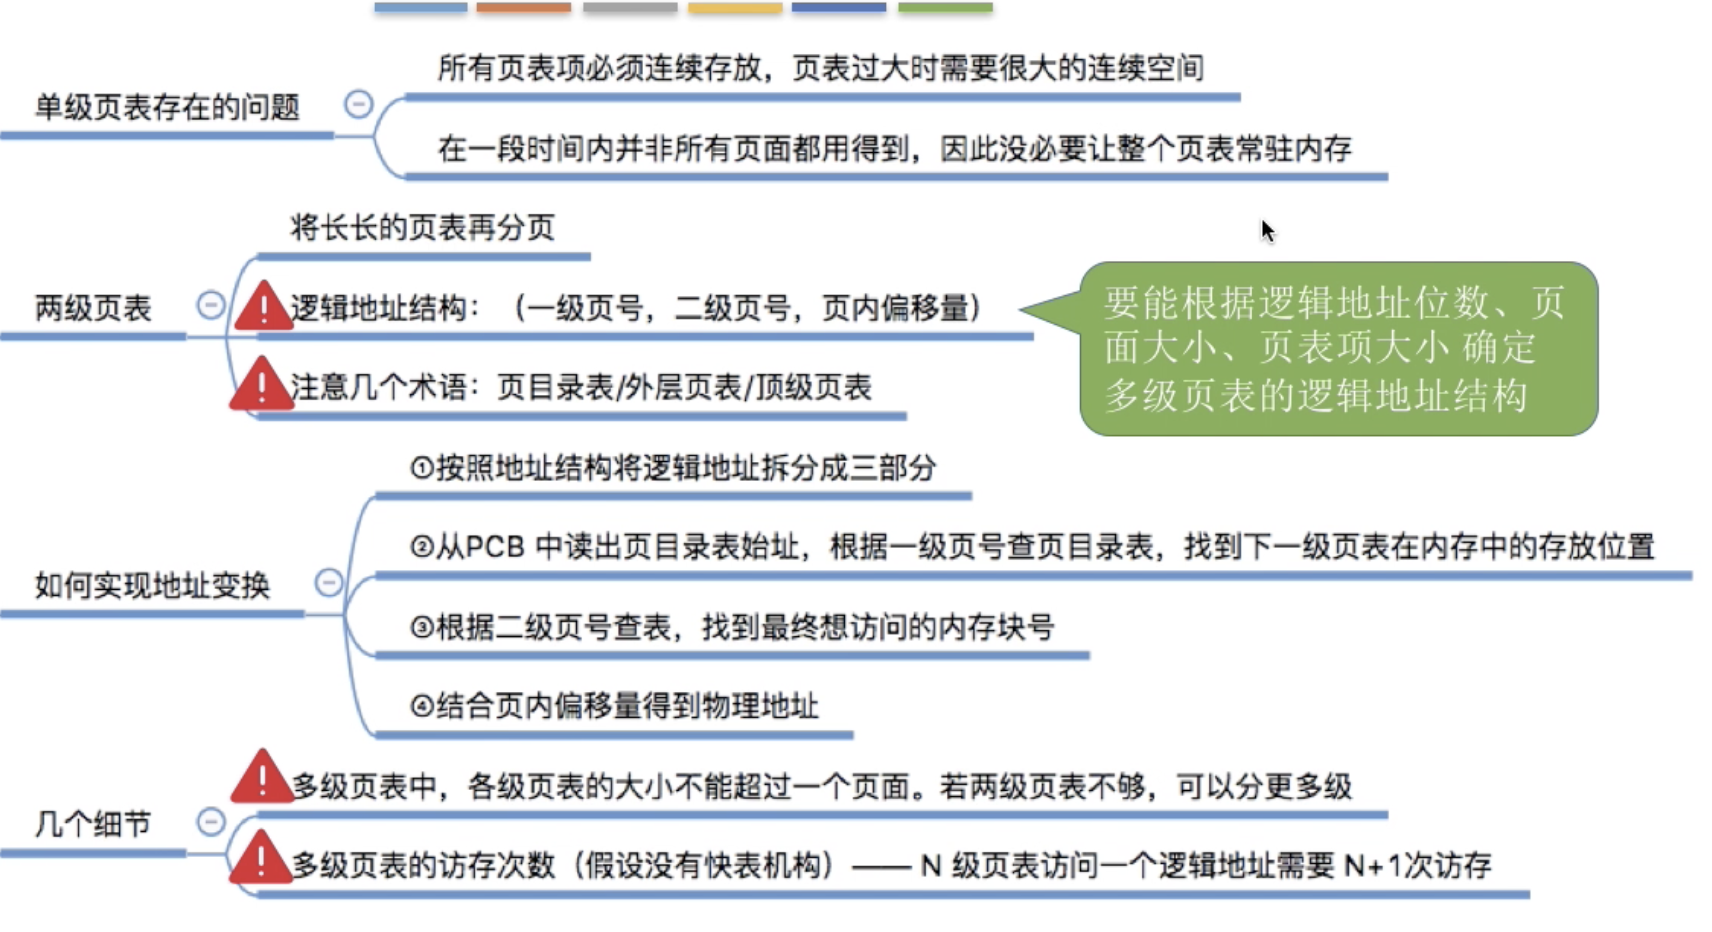 单级页表存在的问题
所有页表项必须连续存放，页表过大时需要很大的连续空间
在一段时间内并非所有页面都用得到，因此没必要让整个页表常驻内存
两级页表
将长长的页表再分页
逻辑地址结构：（一级页号，二级页号，页内偏移量）
注意几个术语：页目录表/外层页表/顶级页表
要能根据逻辑地址位数、页
面大小、页表项大小 确定
多级页表的逻辑地址结构
如何实现地址变换
①按照地址结构将逻辑地址拆分成三部分
②从PCB 中读出页目录表始址，根据一级页号查页目录表，找到下一级页表在内存中的存放位置
③根据二级页号查表，找到最终想访问的内存块号
④结合页内偏移量得到物理地址
几个细节
多级页表中，各级页表的大小不能超过一个页面。若两级页表不够，可以分更多级
多级页表的访存次数（假设没有快表机构）—— N 级页表访问一个逻辑地址需要 N+1次访存